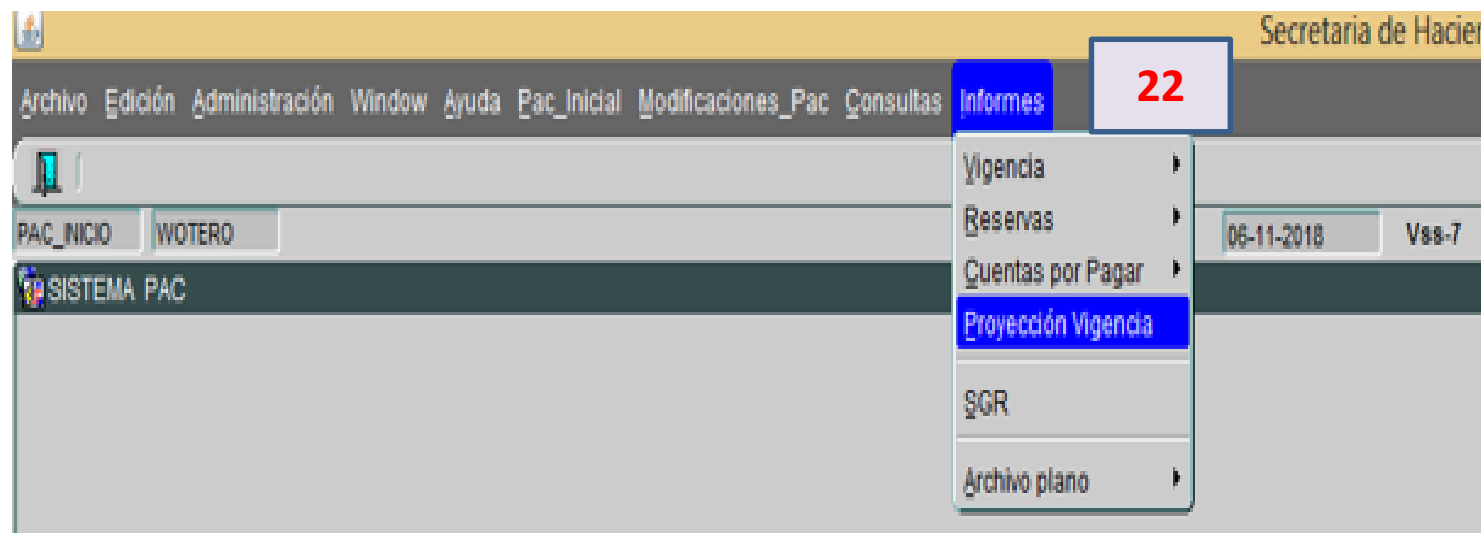 Secretaria de Hacien
22
Archivo Edición Administración Window Ayuda Pac_Inicial Modificaciones_Pac Consultas Informes
Vigencia
Reservas
PAC_INICIO WOTERO 06-11-2018 Vss-7
Cuentas por Pagar
SISTEMA PAC
Proyección Vigencia
SGR
Archivo plano